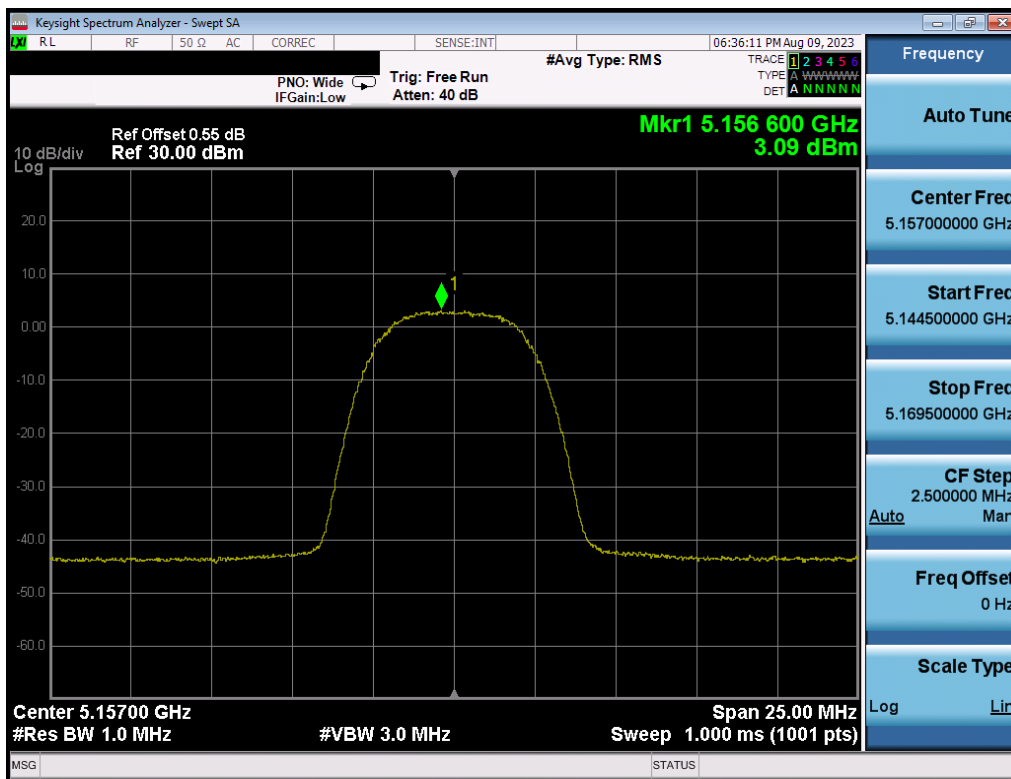 Keysight Spectrum Analyzer - Swept SA
LXI RL RF 50 Ω AC CORREC SENSE:INT 06:36:11 PM Aug 09, 2023
#Avg Type: RMS
TRACE 1 2 3 4 5 6
PNO: Wide Trig: Free Run TYPE A WWWWWW
IFGain:Low Atten: 40 dB DET A N N N N N
Mkr1 5.156 600 GHz
3.09 dBm
Ref Offset 0.55 dB
10 dB/div Ref 30.00 dBm
Log
20.0
10.0
1
0.00
-10.0
-20.0
-30.0
-40.0
-50.0
-60.0
Center 5.15700 GHz Span 25.00 MHz
#Res BW 1.0 MHz #VBW 3.0 MHz Sweep 1.000 ms (1001 pts)
MSG STATUS
Frequency
Auto Tune
Center Freq
5.157000000 GHz
Start Freq
5.144500000 GHz
Stop Freq
5.169500000 GHz
CF Step
2.500000 MHz
Auto Man
Freq Offset
0 Hz
Scale Type
Log Lin